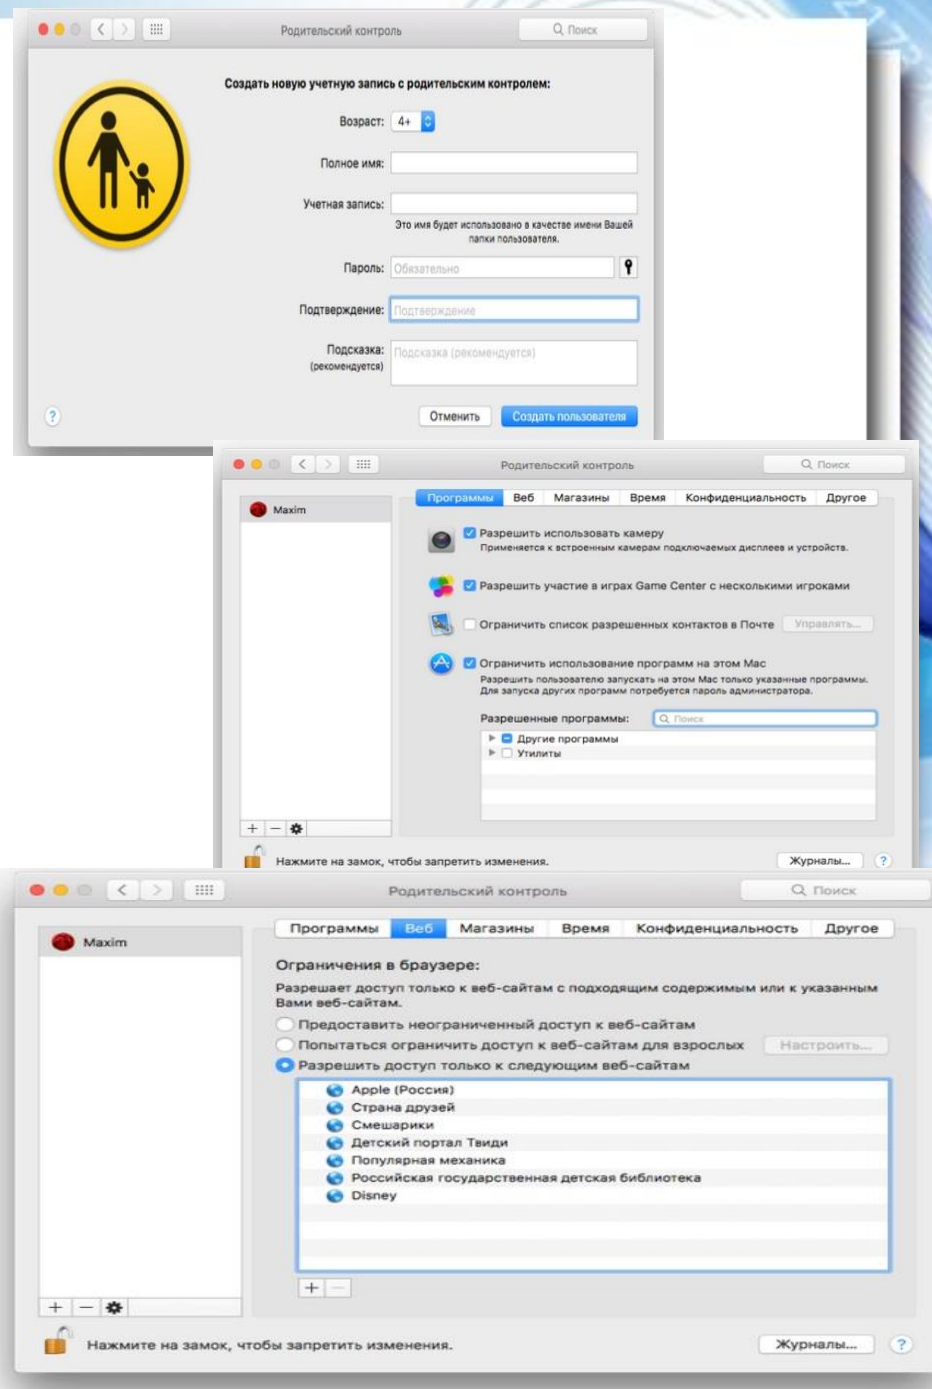 Родительский контроль
Поиск
Создать новую учетную запись с родительским контролем:
Возраст: 4+
Полное имя:
Учетная запись:
Это имя будет использовано в качестве имени Вашей
папки пользователя.
Пароль: Обязательно
Подтверждение: Подтверждение
Подсказка: Подсказка (рекомендуется)
(рекомендуется)
? Отменить Создать пользователя
Родительский контроль
Поиск
Программы Веб Магазины Время Конфиденциальность Другое
Maxim
Разрешить использовать камеру
Применяется к встроенным камерам подключаемых дисплеев и устройств.
Разрешить участие в играх Game Center с несколькими игроками
Ограничить список разрешенных контактов в Почте Управлять...
Ограничить использование программ на этом Mac
Разрешить пользователю запускать на этом Mac только указанные программы.
Для запуска других программ потребуется пароль администратора.
Разрешенные программы: Поиск
Другие программы
Утилиты
Нажмите на замок, чтобы запретить изменения. Журналы... ?
Родительский контроль
Поиск
Программы Веб Магазины Время Конфиденциальность Другое
Maxim
Ограничения в браузере:
Разрешает доступ только к веб-сайтам с подходящим содержимым или к указанным
Вами веб-сайтам.
Предоставить неограниченный доступ к веб-сайтам
Попытаться ограничить доступ к веб-сайтам для взрослых Настроить...
Разрешить доступ только к следующим веб-сайтам
Apple (Россия)
Страна друзей
Смешарики
Детский портал Твиди
Популярная механика
Российская государственная детская библиотека
Disney
Нажмите на замок, чтобы запретить изменения. Журналы... ?